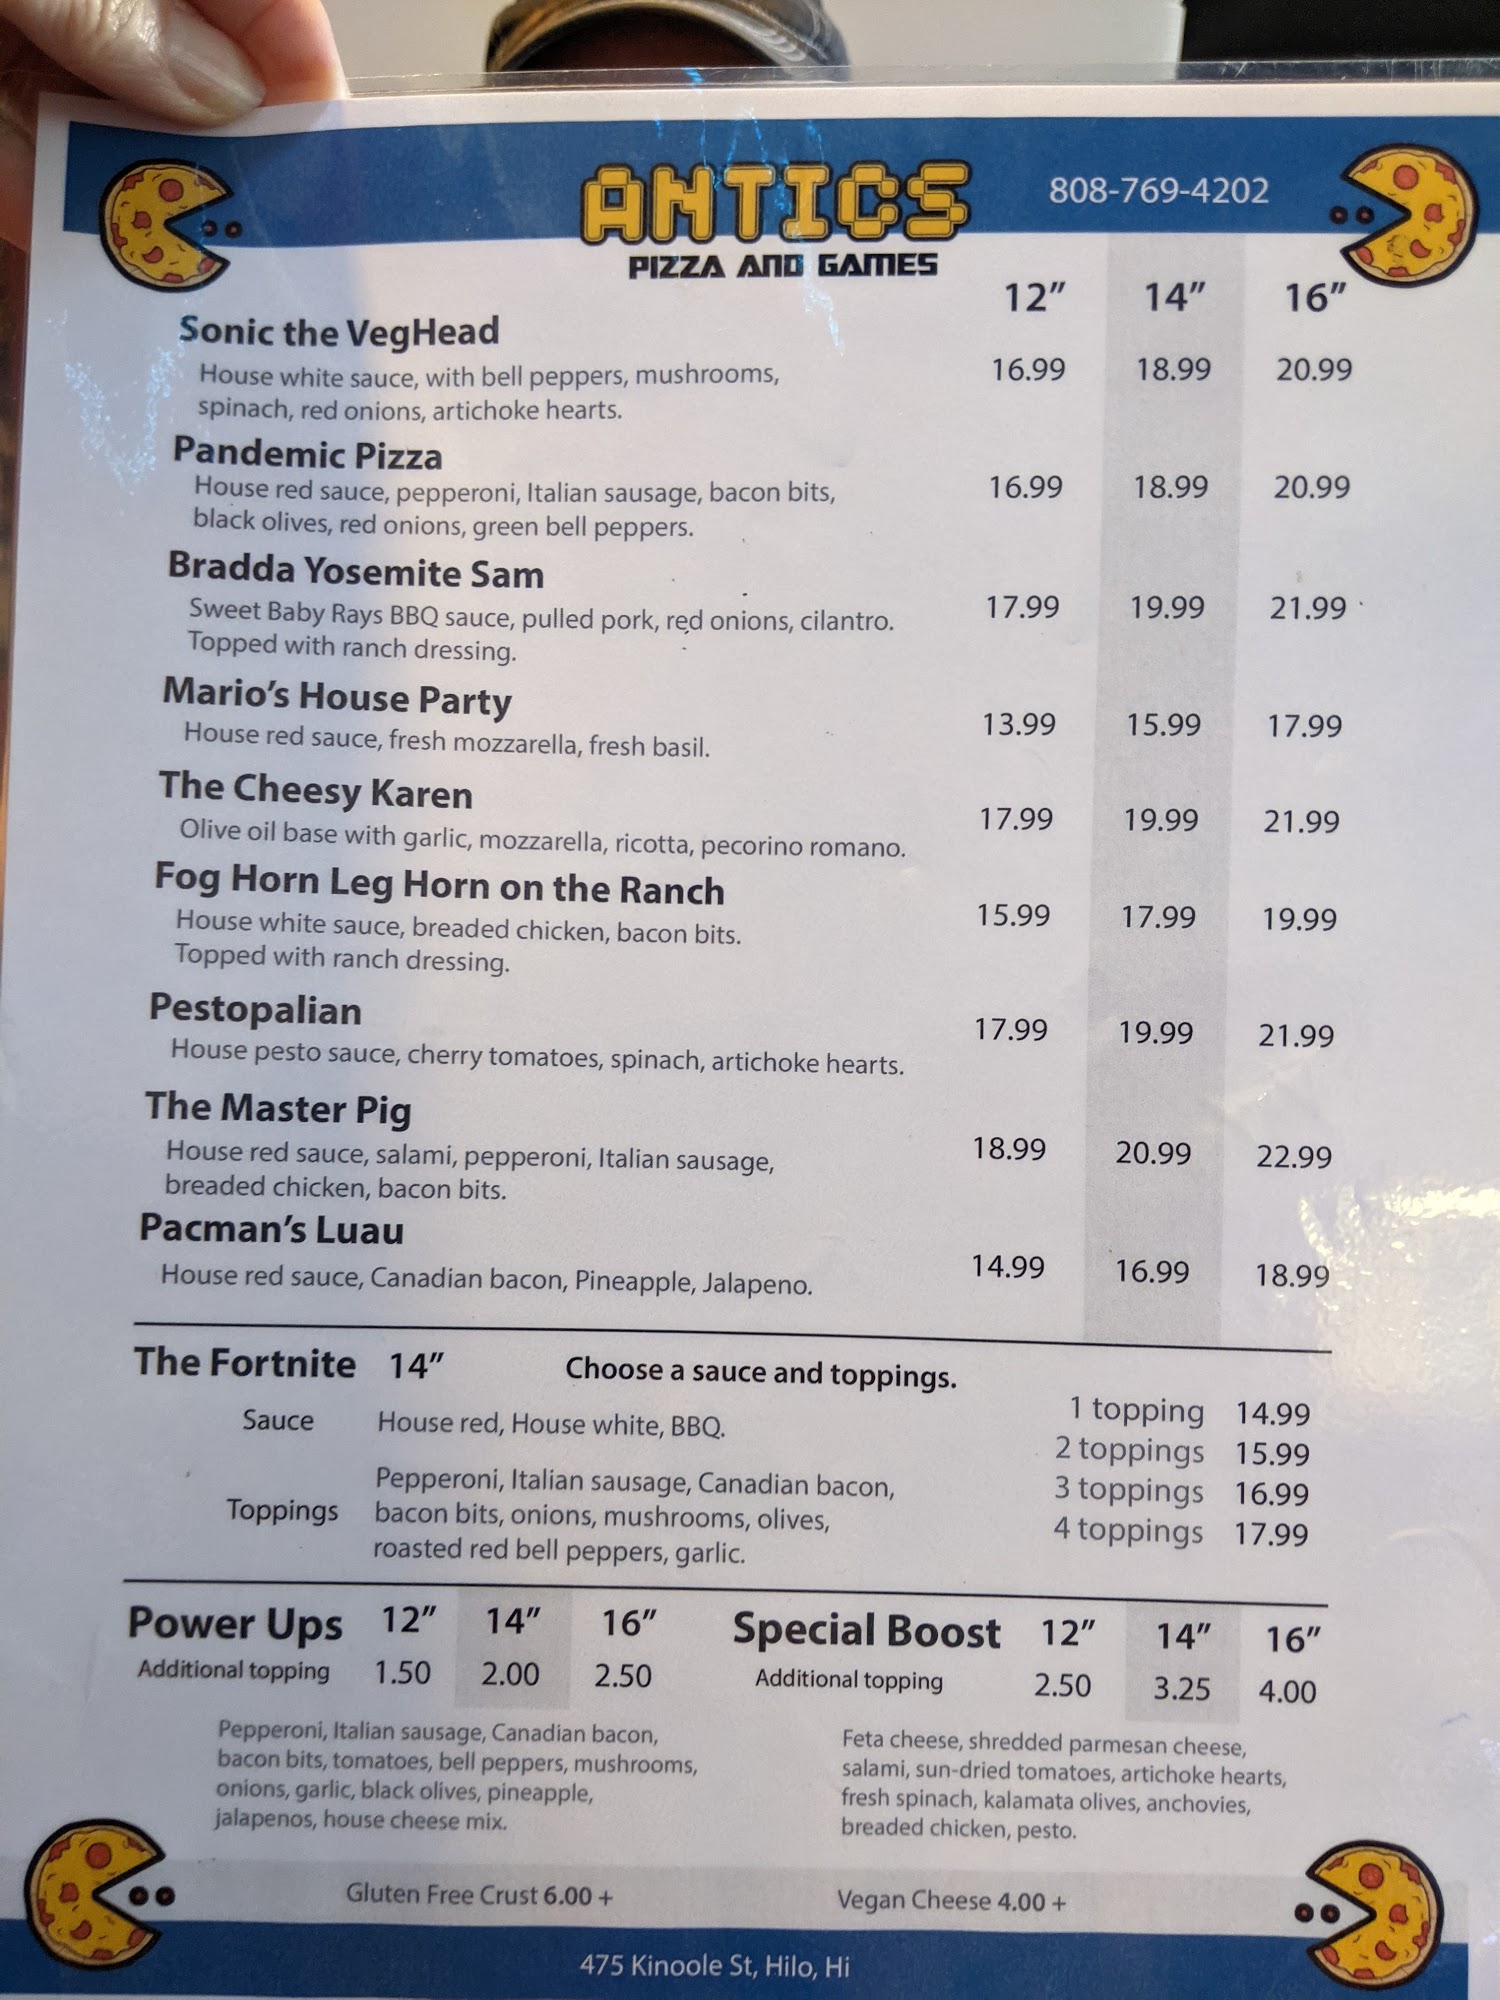 ANTICS 808-769-4202
PIZZA AND GAMES
12” 14” 16”
Sonic the VegHead
House white sauce, with bell peppers, mushrooms, 16.99 18.99 20.99
spinach, red onions, artichoke hearts.
Pandemic Pizza
House red sauce, pepperoni, Italian sausage, bacon bits, 16.99 18.99 20.99
black olives, red onions, green bell peppers.
Bradda Yosemite Sam
Sweet Baby Rays BBQ sauce, pulled pork, red onions, cilantro. 17.99 19.99 21.99
Topped with ranch dressing.
Mario’s House Party
House red sauce, fresh mozzarella, fresh basil. 13.99 15.99 17.99
The Cheesy Karen
Olive oil base with garlic, mozzarella, ricotta, pecorino romano. 17.99 19.99 21.99
Fog Horn Leg Horn on the Ranch
House white sauce, breaded chicken, bacon bits. 15.99 17.99 19.99
Topped with ranch dressing.
Pestopalian
House pesto sauce, cherry tomatoes, spinach, artichoke hearts. 17.99 19.99 21.99
The Master Pig
House red sauce, salami, pepperoni, Italian sausage, 18.99 20.99 22.99
breaded chicken, bacon bits.
Pacman’s Luau
House red sauce, Canadian bacon, Pineapple, Jalapeno. 14.99 16.99 18.99
The Fortnite 14” Choose a sauce and toppings.
Sauce House red, House white, BBQ.
1 topping 14.99
2 toppings 15.99
3 toppings 16.99
4 toppings 17.99
Toppings Pepperoni, Italian sausage, Canadian bacon,
bacon bits, onions, mushrooms, olives,
roasted red bell peppers, garlic.
Power Ups 12” 14” 16”
Additional topping 1.50 2.00 2.50
Pepperoni, Italian sausage, Canadian bacon,
bacon bits, tomatoes, bell peppers, mushrooms,
onions, garlic, black olives, pineapple,
jalapenos, house cheese mix.
Special Boost 12” 14” 16”
Additional topping 2.50 3.25 4.00
Feta cheese, shredded parmesan cheese,
salami, sun-dried tomatoes, artichoke hearts,
fresh spinach, kalamata olives, anchovies,
breaded chicken, pesto.
Gluten Free Crust 6.00 + Vegan Cheese 4.00 +
475 Kinoole St, Hilo, Hi